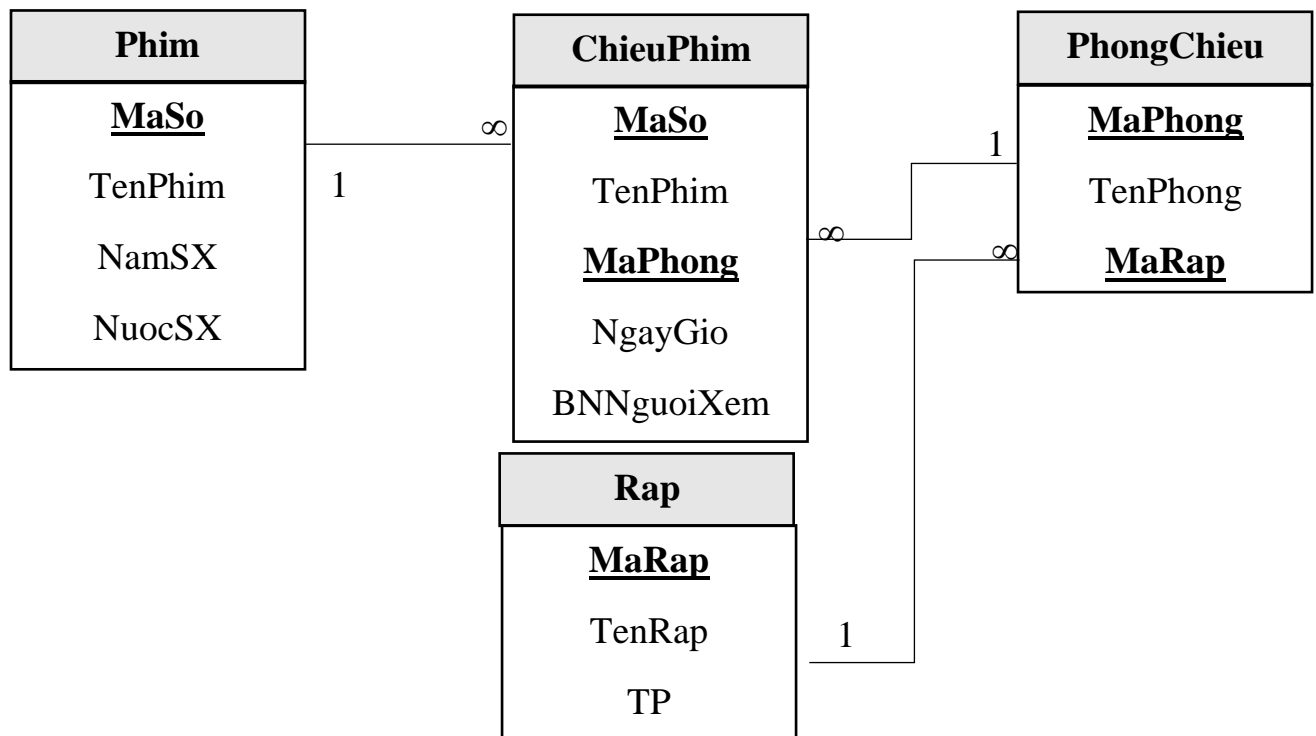 Phim
MaSo
TenPhim
NamSX
NuocSX
1
∞
ChieuPhim
MaSo
TenPhim
MaPhong
NgayGio
BNNguoiXem
∞
1
PhongChieu
MaPhong
TenPhong
MaRap
∞
Rap
MaRap
TenRap
TP
1